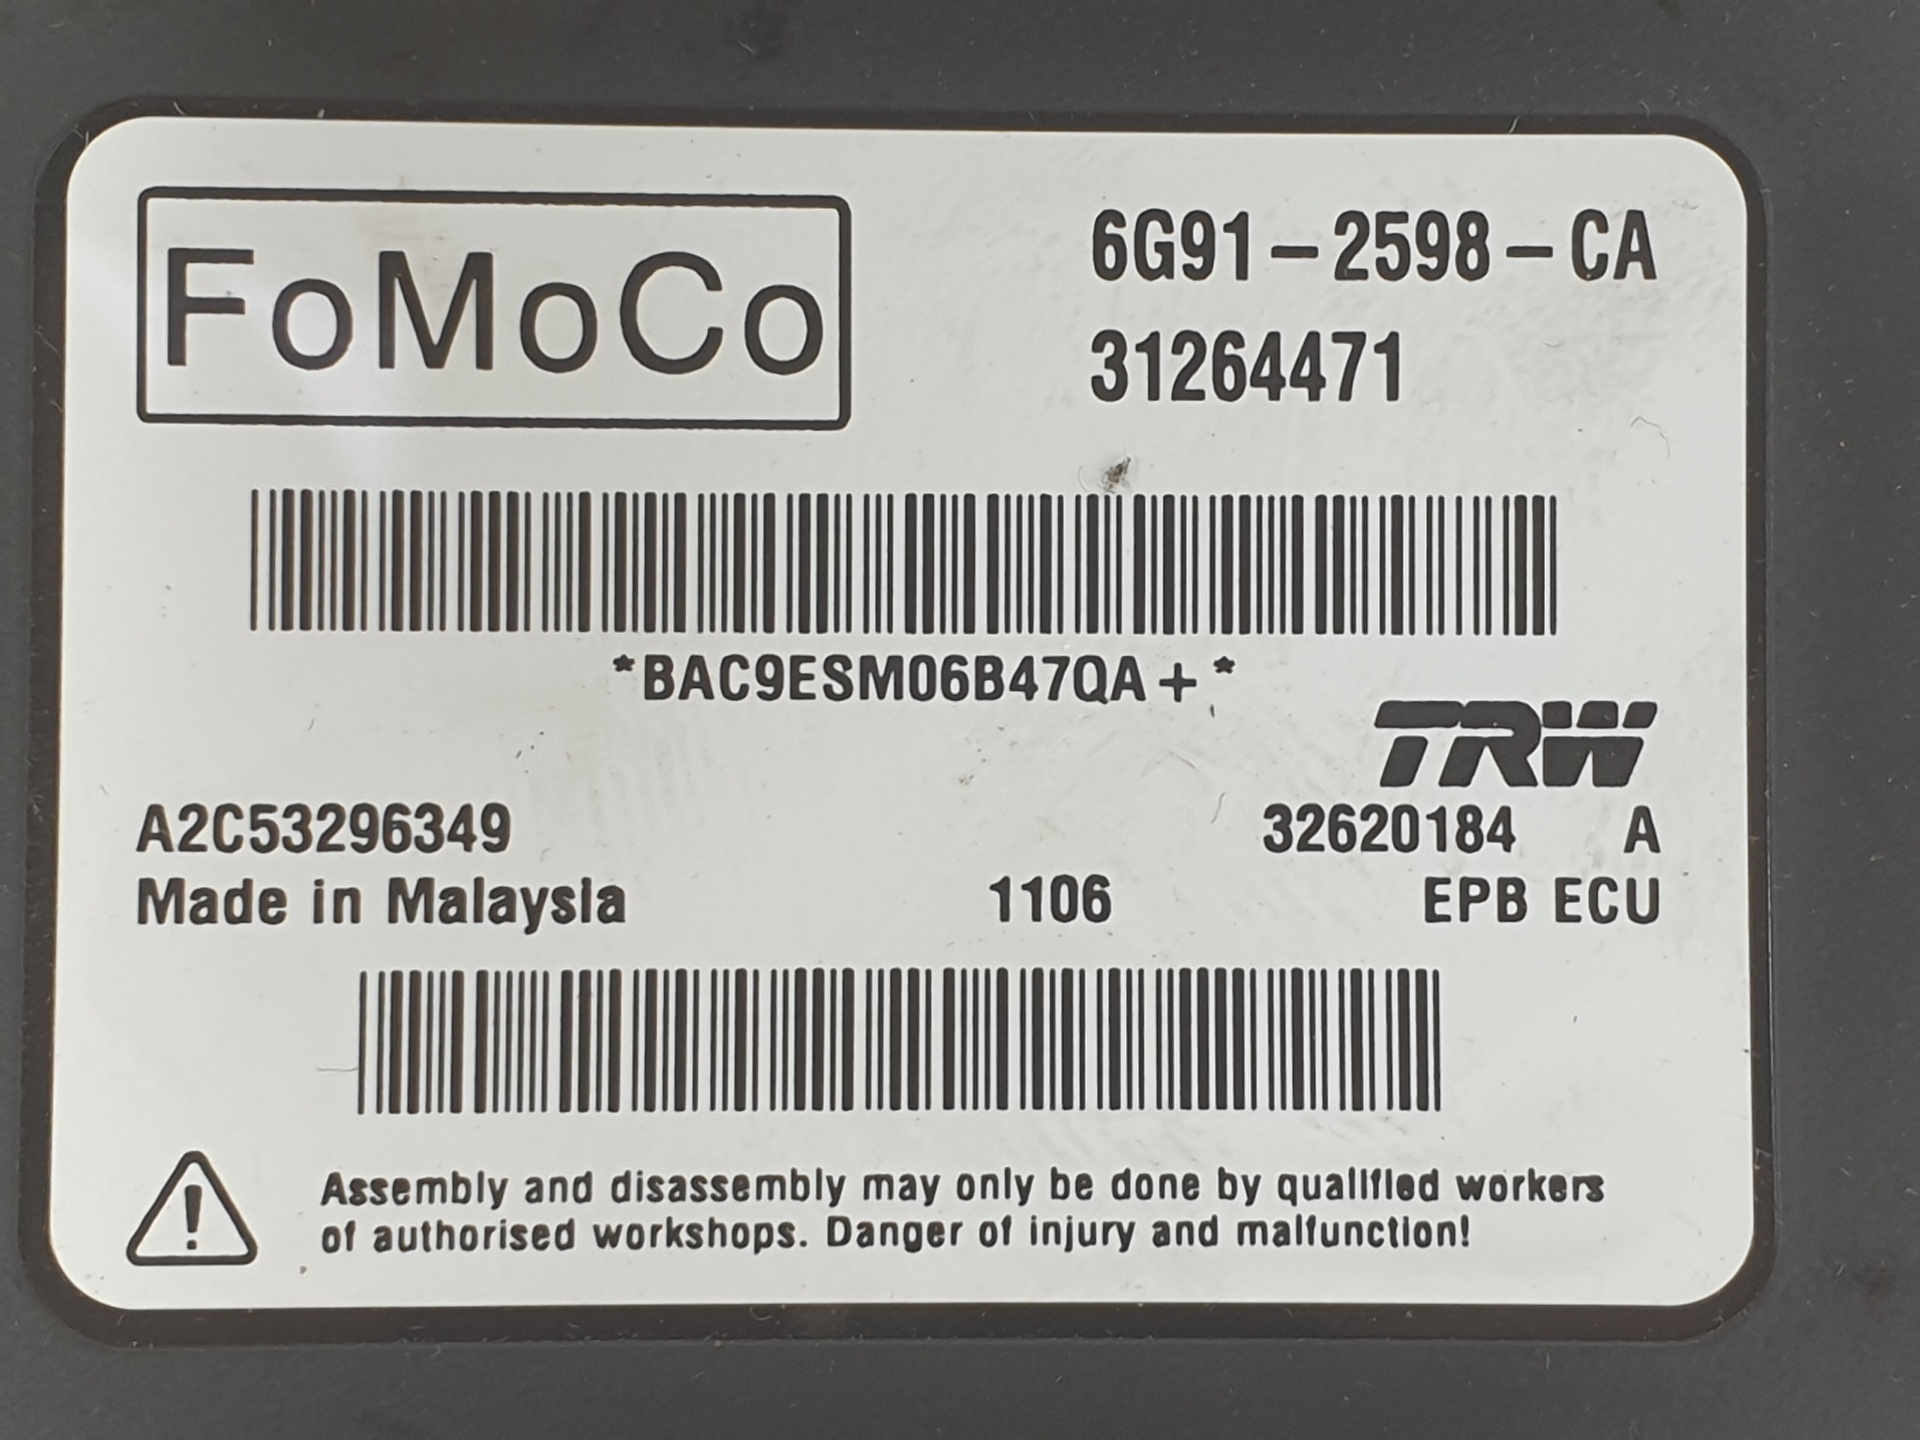 FoMoCo
6G91-2598-CA
31264471
*BAC9ESM06B47QA+*
TRW
A2C53296349
32620184 A
Made in Malaysia
1106
EPB ECU
Assembly and disassembly may only be done by qualified workers
of authorised workshops. Danger of injury and malfunction!